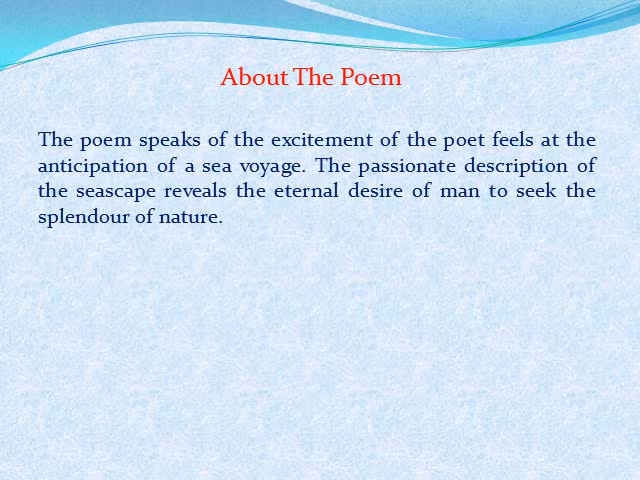 About The Poem
The poem speaks of the excitement of the poet feels at the
anticipation of a sea voyage. The passionate description of
the seascape reveals the eternal desire of man to seek the
splendour of nature.